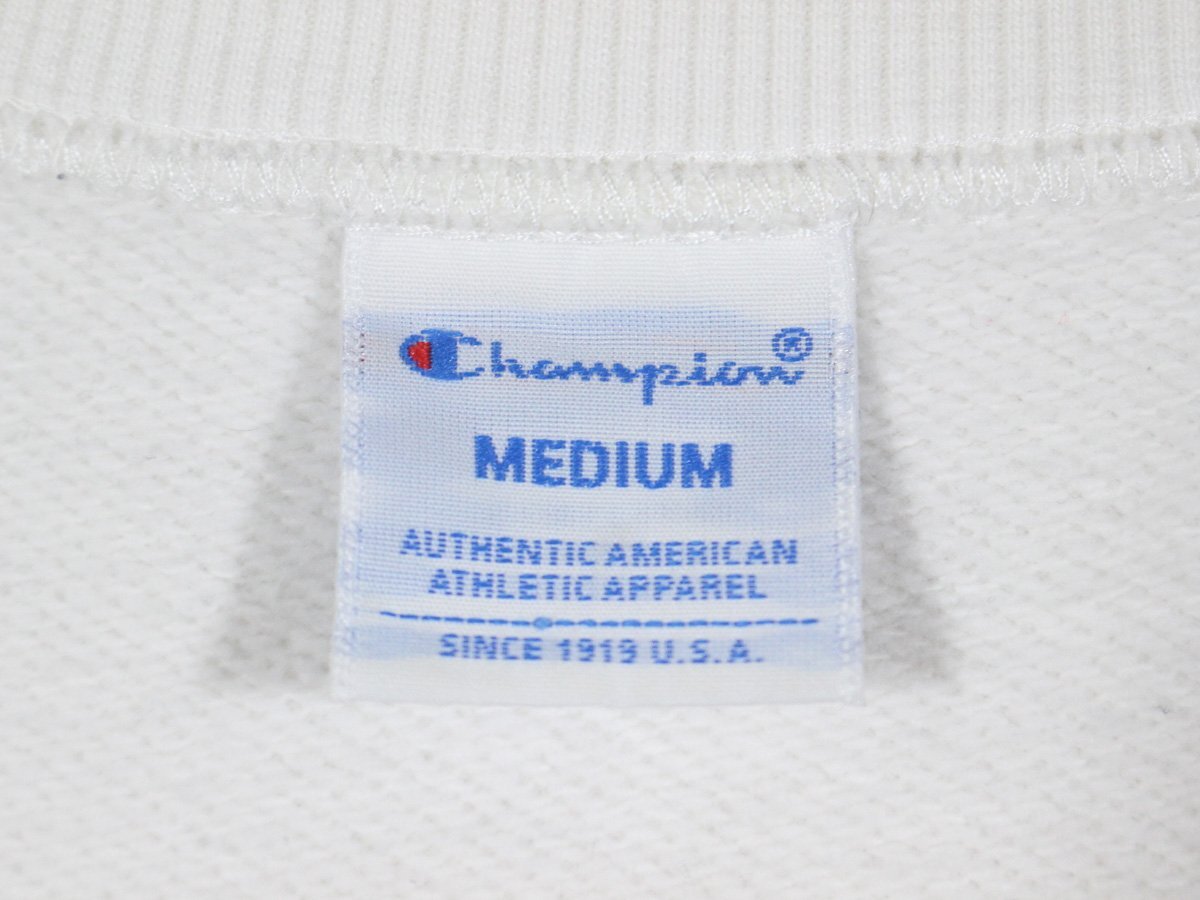 Champion®
MEDIUM
AUTHENTIC AMERICAN
ATHLETIC APPAREL
SINCE 1919 U.S.A.